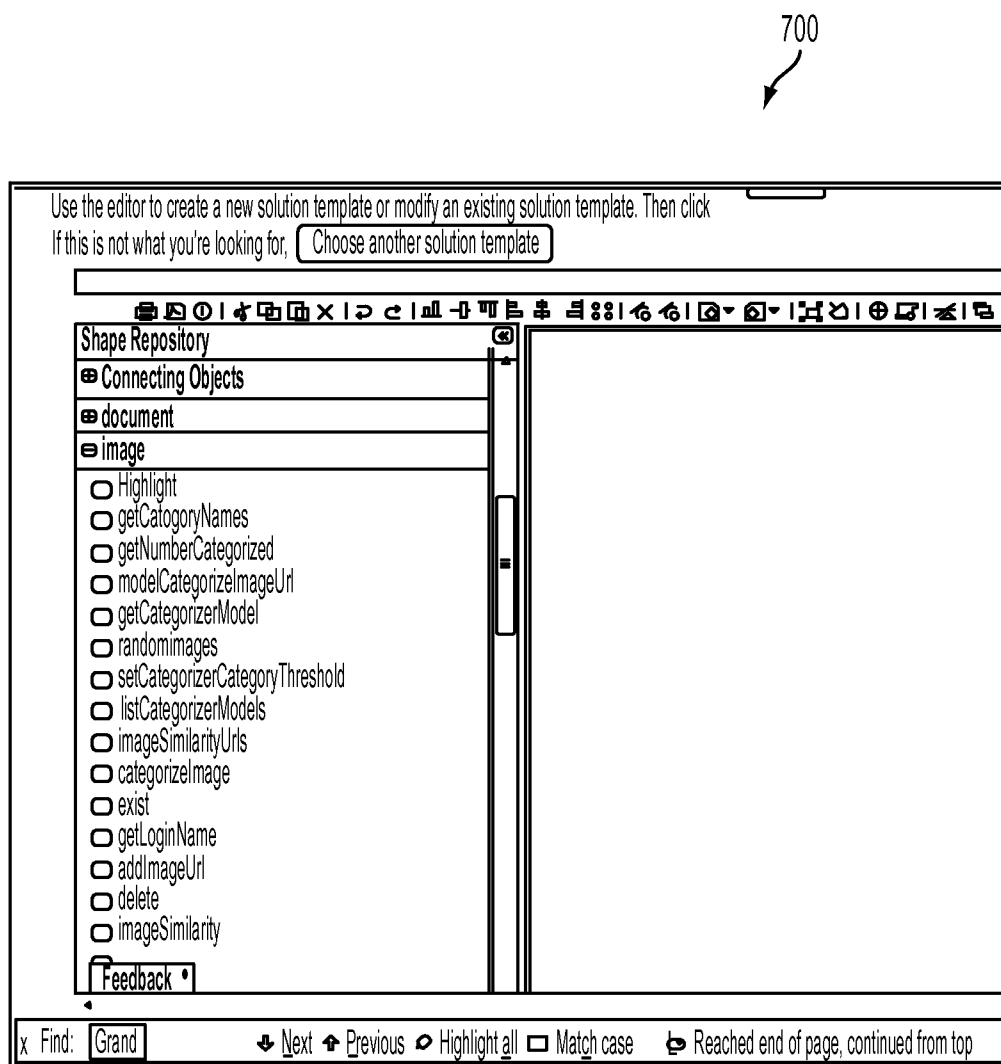 700
Use the editor to create a new solution template or modify an existing solution template. Then click
If this is not what you're looking for, Choose another solution template
Shape Repository
Connecting Objects
document
image
Highlight
getCatogoryNames
getNumberCategorized
modelCategorizeImageUrl
getCategorizerModel
randomimages
setCategorizerCategoryThreshold
listCategorizerModels
imageSimilarityUrls
categorizeImage
exist
getLoginName
addImageUrl
delete
imageSimilarity
Feedback
x Find: Grand Next Previous Highlight all Match case Reached end of page, continued from top